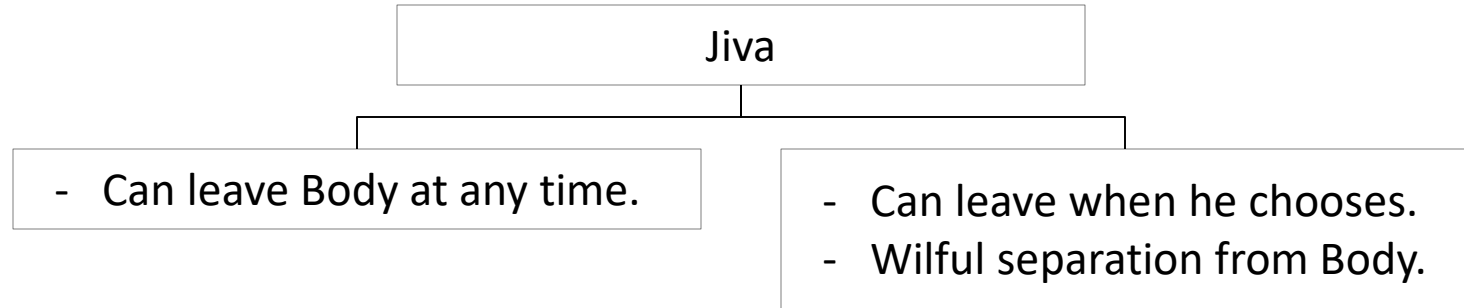 Jiva
- Can leave Body at any time.
- Can leave when he chooses.
- Wilful separation from Body.